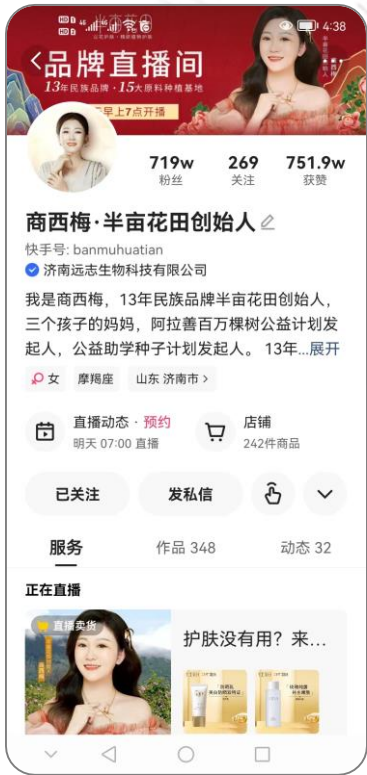 4:38
半亩花田
品牌直播间
13年民族品牌·15大原料种植基地
早上7点开播
719w
269
751.9w
粉丝
关注
获赞
商西梅·半亩花田创始人
快手号: banmuhuatian
济南远志生物科技有限公司
我是商西梅，13年民族品牌半亩花田创始人，
三个孩子的妈妈，阿拉善百万棵树公益计划发
起人，公益助学种子计划发起人。 13年...展开
女
摩羯座
山东 济南市
直播动态 · 预约
店铺
明天 07:00 直播
242件商品
已关注
发私信
服务
作品 348
动态 32
正在直播
直播卖货
护肤没有用？来...